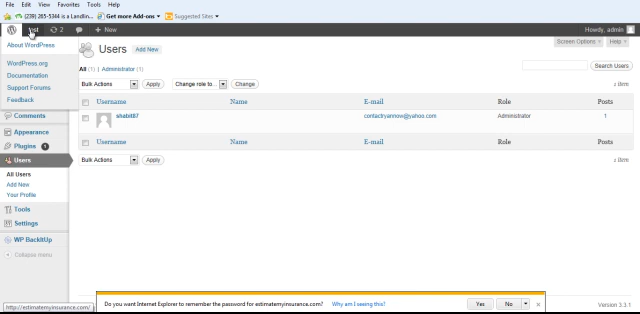 File Edit View Favorites Tools Help
(239) 265-5344 is a Landlin... Get more Add-ons Suggested Sites
2 + New Howdy, admin
About WordPress
WordPress.org
Documentation
Support Forums
Feedback
Screen Options Help
Users Add New
All (1) | Administrator (1)
Search Users
Bulk Actions Apply Change role to... Change 1 item
Username Name E-mail Role Posts
shabit87 contactryannow@yahoo.com Administrator 1
Username Name E-mail Role Posts
Bulk Actions Apply 1 item
Comments
Appearance
Plugins 1
Users
All Users
Add New
Your Profile
Tools
Settings
WP BackItUp
Collapse menu
Do you want Internet Explorer to remember the password for estimatemyinsurance.com? Why am I seeing this? Yes No x
http://estimatemyinsurance.com/
Version 3.3.1